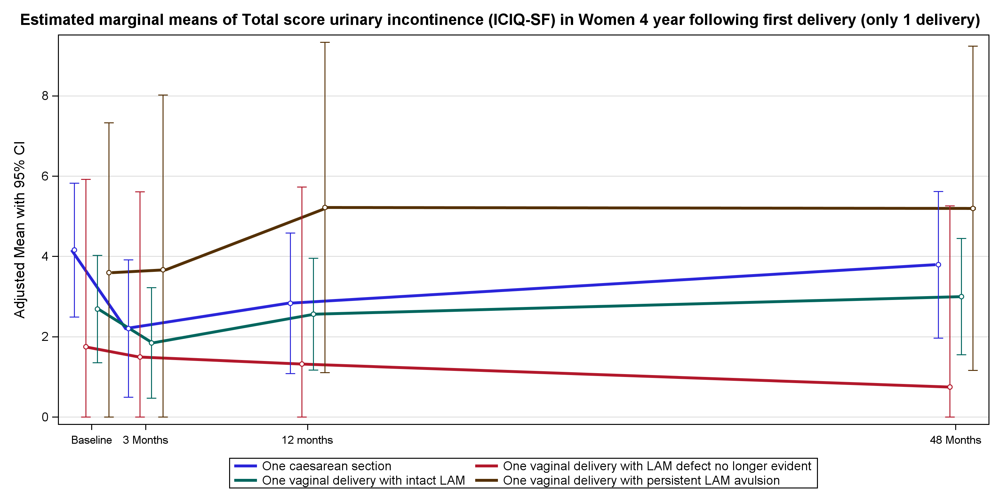 Estimated marginal means of Total score urinary incontinence (ICIQ-SF) in Women 4 year following first delivery (only 1 delivery)
Adjusted Mean with 95% CI
8
6
4
2
0
Baseline 3 Months 12 months 48 Months
One caesarean section One vaginal delivery with LAM defect no longer evident
One vaginal delivery with intact LAM One vaginal delivery with persistent LAM avulsion